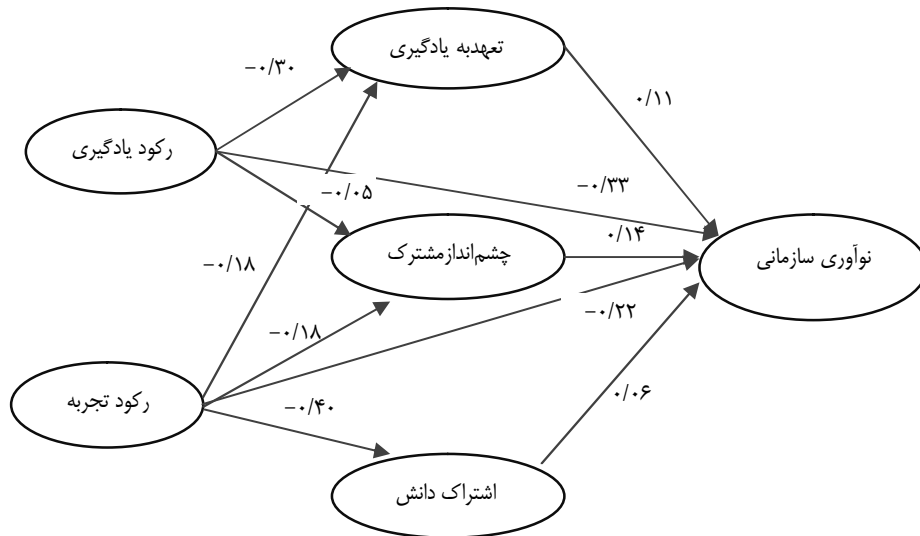 تعهدبه یادگیری
−۰/۳۰
۰/۱۱
رکود یادگیری
−۰/۳۳
−۰/۰۵
۰/۱۴
چشم‌اندازمشترک
نوآوری سازمانی
−۰/۱۸
−۰/۲۲
−۰/۱۸
رکود تجربه
−۰/۴۰
۰/۰۶
اشتراک دانش